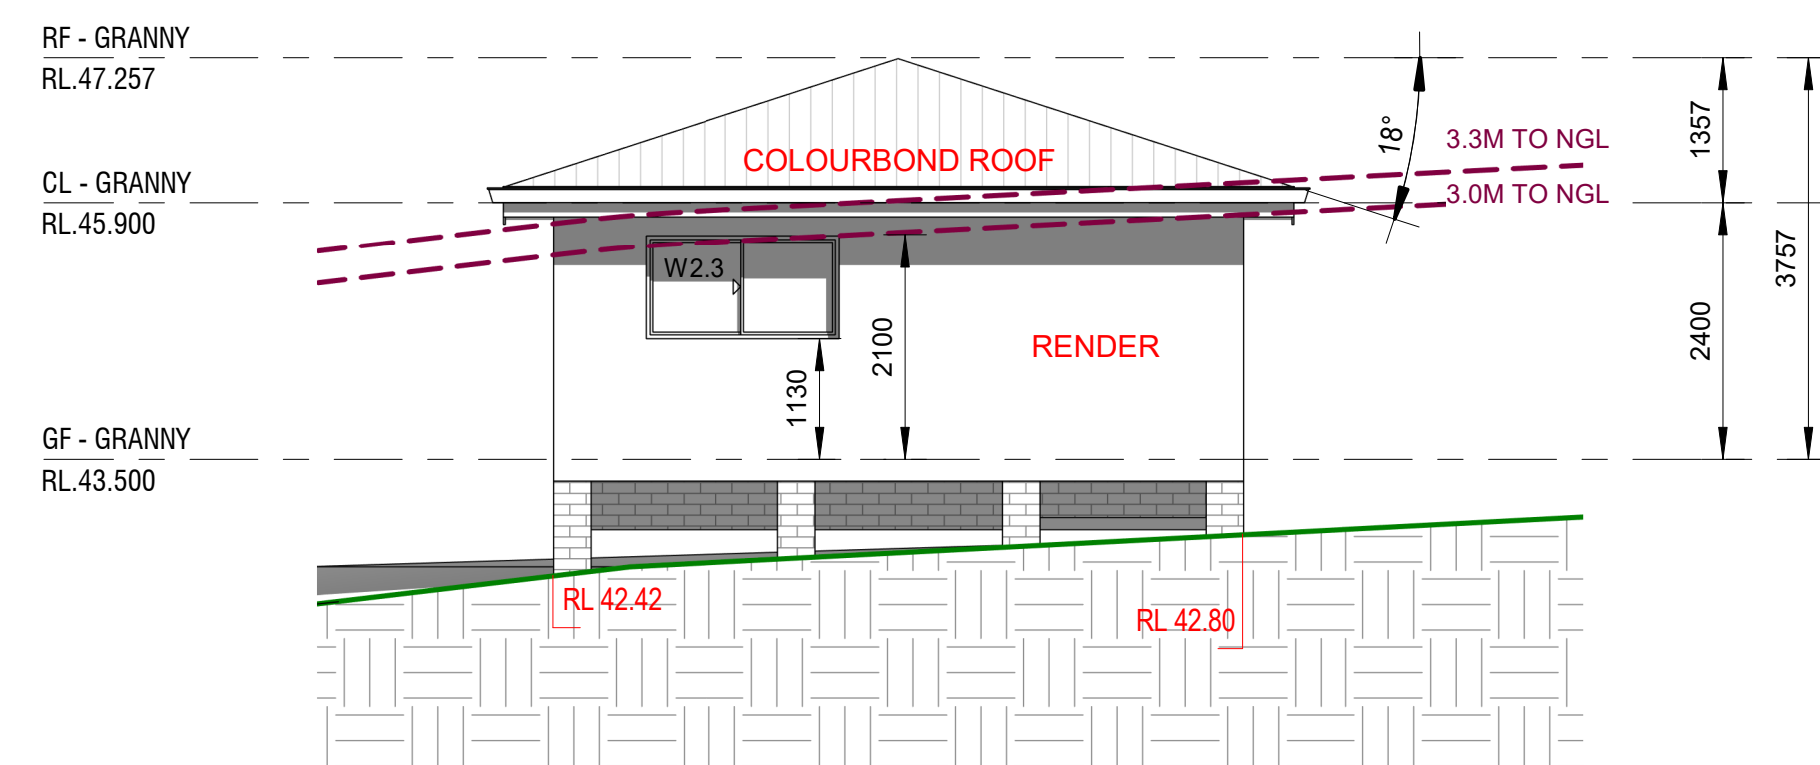 RF - GRANNY
RL.47.257
CL - GRANNY
RL.45.900
GF - GRANNY
RL.43.500
COLOURBOND ROOF
W2.3
RENDER
1130
2100
RL 42.42
RL 42.80
18°
3.3M TO NGL
3.0M TO NGL
1357
2400
3757